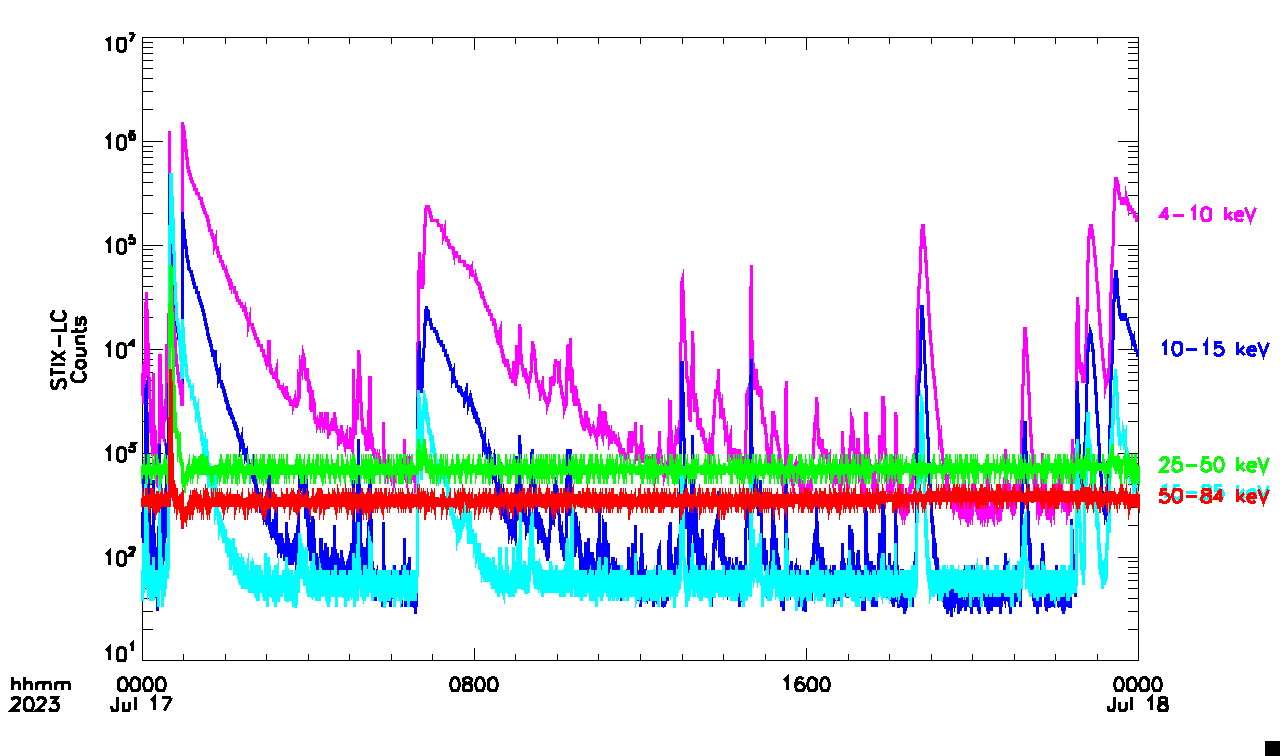 10⁷
10⁶
10⁵
10⁴
10³
10²
10¹
STIX-LC
Counts
4-10 keV
10-15 keV
25-50 keV
50-84 keV
hhmm 0000 0800 1600 0000
2023 Jul 17 Jul 18